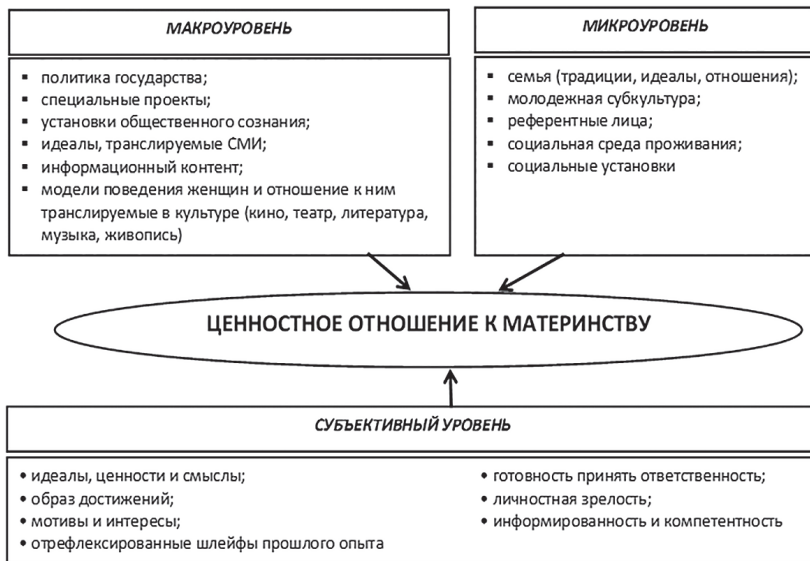 МАКРОУРОВЕНЬ
▪ политика государства;
▪ специальные проекты;
▪ установки общественного сознания;
▪ идеалы, транслируемые СМИ;
▪ информационный контент;
▪ модели поведения женщин и отношение к ним
транслируемые в культуре (кино, театр, литература,
музыка, живопись)
МИКРОУРОВЕНЬ
▪ семья (традиции, идеалы, отношения);
▪ молодежная субкультура;
▪ референтные лица;
▪ социальная среда проживания;
▪ социальные установки
ЦЕННОСТНОЕ ОТНОШЕНИЕ К МАТЕРИНСТВУ
СУБЪЕКТИВНЫЙ УРОВЕНЬ
• идеалы, ценности и смыслы;
• образ достижений;
• мотивы и интересы;
• отрефлексированные шлейфы прошлого опыта
• готовность принять ответственность;
• личностная зрелость;
• информированность и компетентность